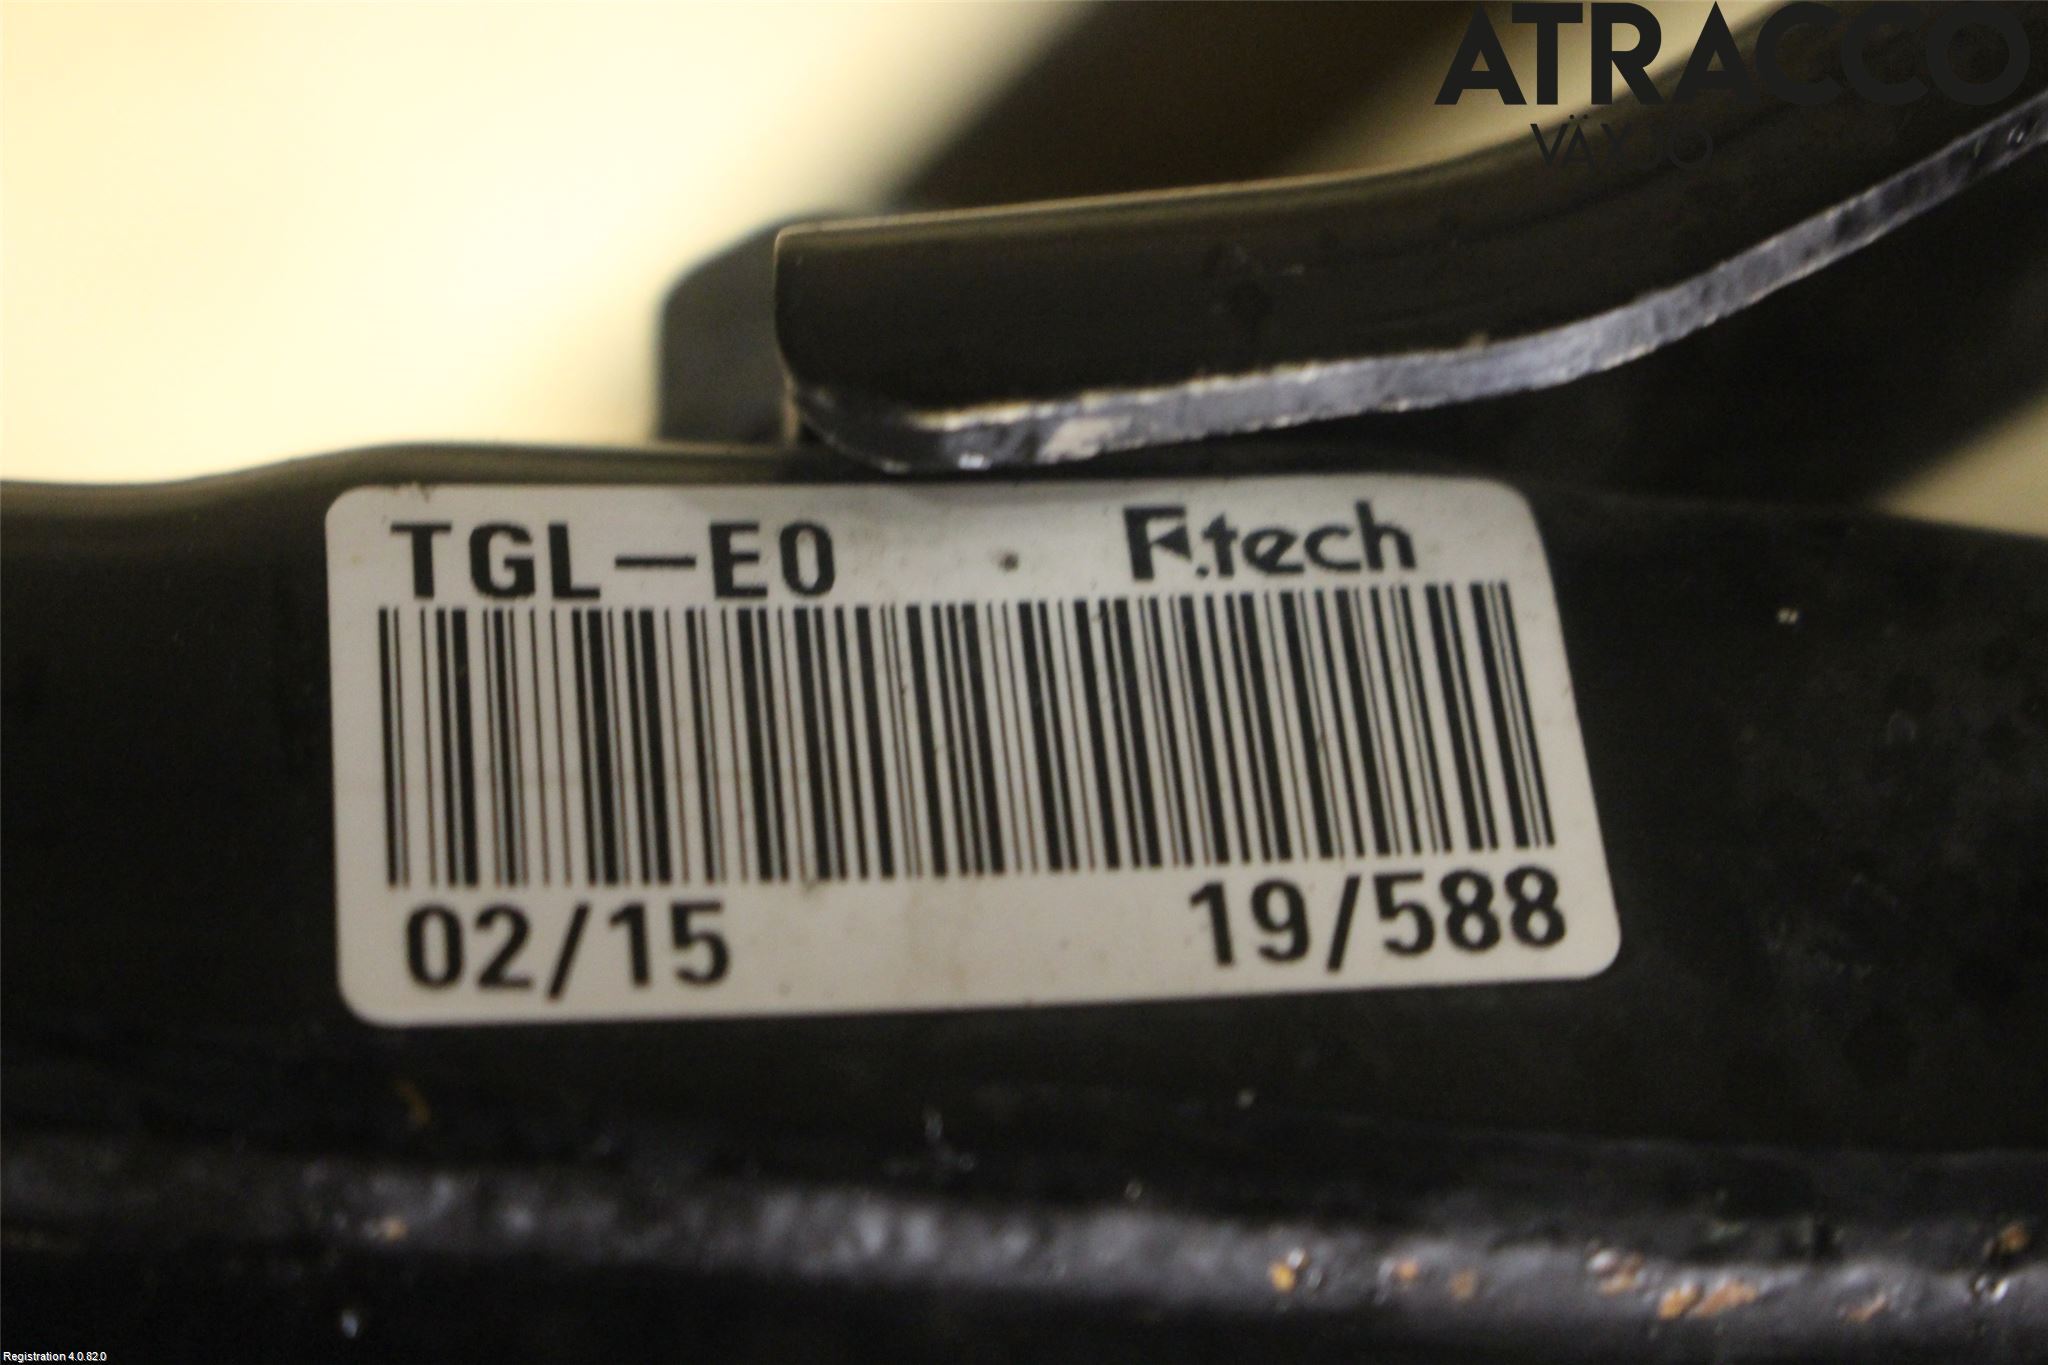 ATRACCO
VÄXJÖ
TGL-E0 F.tech
02/15 19/588
Registration 4.0.82.0